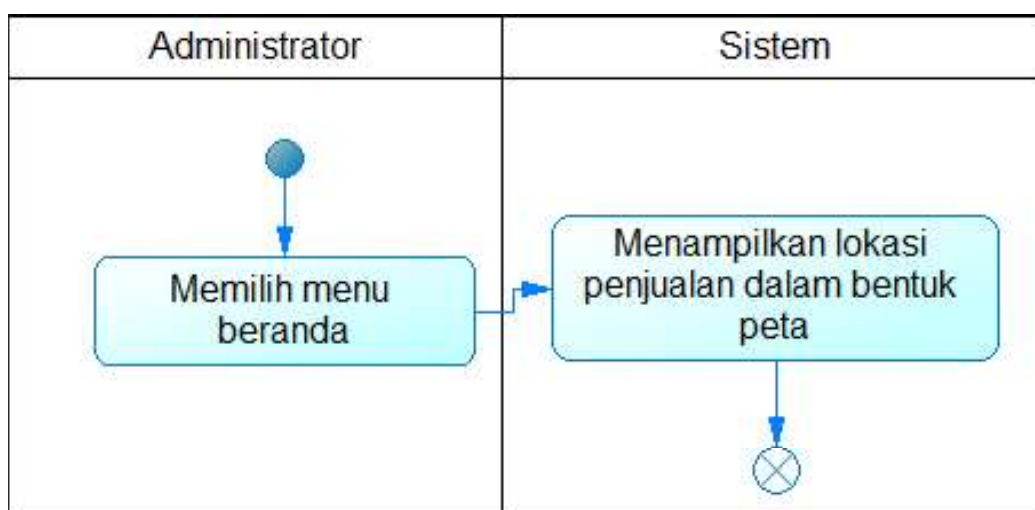 Administrator
Sistem
Memilih menu
beranda
Menampilkan lokasi
penjualan dalam bentuk
peta